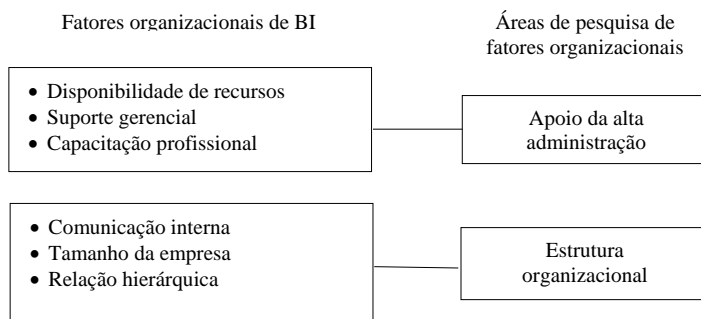 Fatores organizacionais de BI
Áreas de pesquisa de
fatores organizacionais
• Disponibilidade de recursos
• Suporte gerencial
• Capacitação profissional
Apoio da alta
administração
• Comunicação interna
• Tamanho da empresa
• Relação hierárquica
Estrutura
organizacional